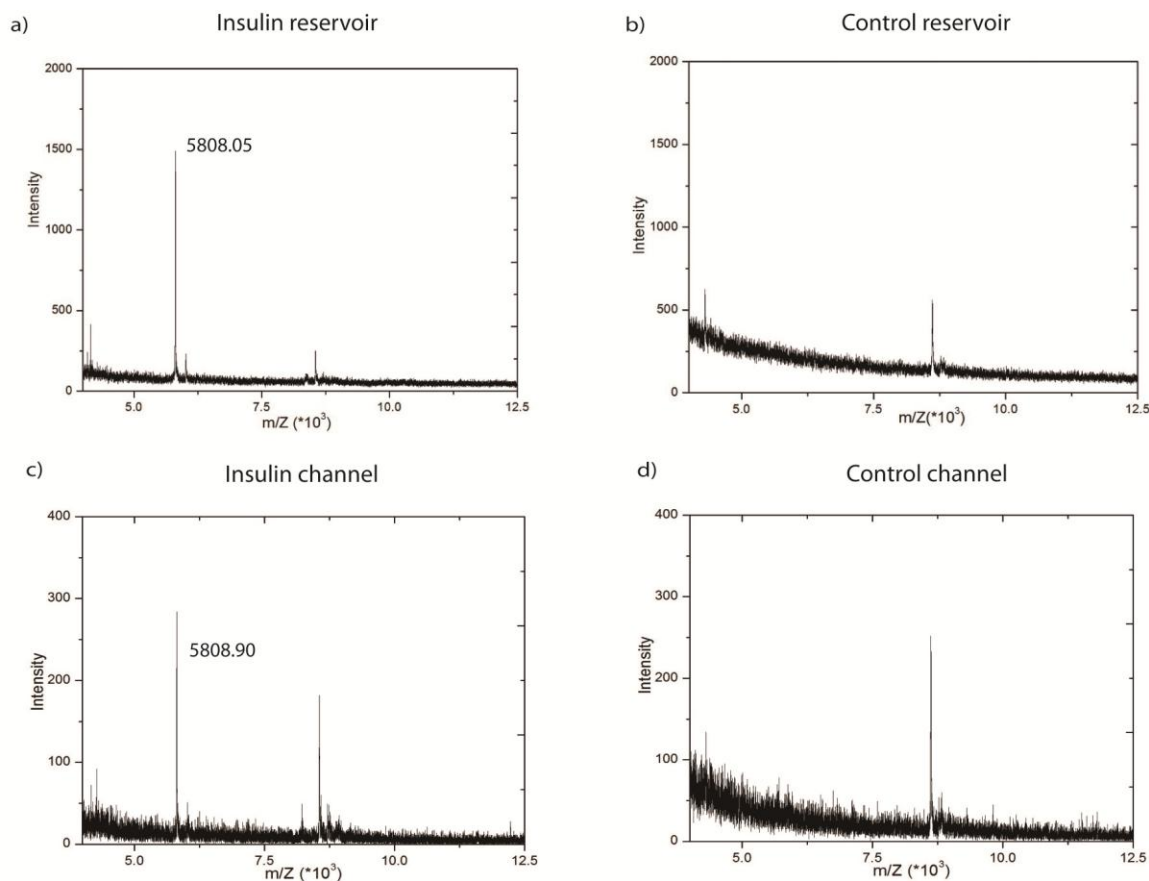 a)
Insulin reservoir
2000
1500
1000
500
0
Intensity
5808.05
5.0 7.5 10.0 12.5
m/Z (*10³)
b)
Control reservoir
2000
1500
1000
500
0
Intensity
5.0 7.5 10.0 12.5
m/Z(*10³)
c)
Insulin channel
400
300
200
100
0
Intensity
5808.90
5.0 7.5 10.0 12.5
m/Z (*10³)
d)
Control channel
400
300
200
100
0
Intensity
5.0 7.5 10.0 12.5
m/Z (*10³)